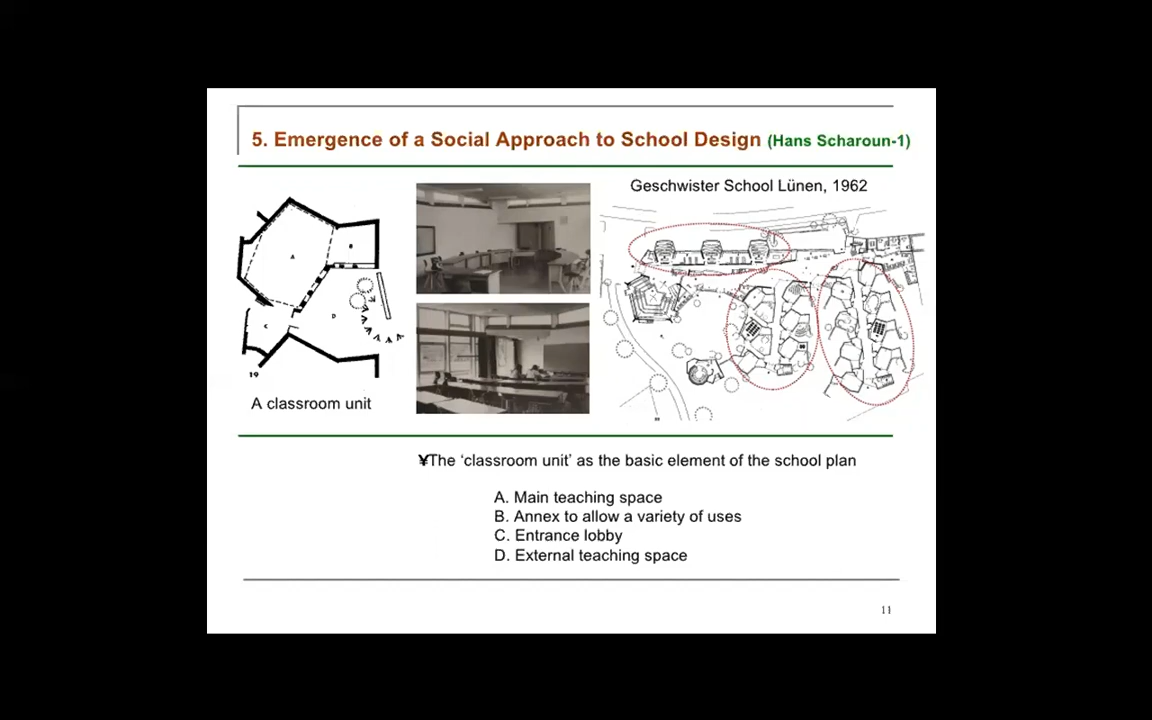 5. Emergence of a Social Approach to School Design (Hans Scharoun-1)
Geschwister School Lünen, 1962
A
B
C
D
19
A classroom unit
¥The ‘classroom unit’ as the basic element of the school plan
A. Main teaching space
B. Annex to allow a variety of uses
C. Entrance lobby
D. External teaching space
11